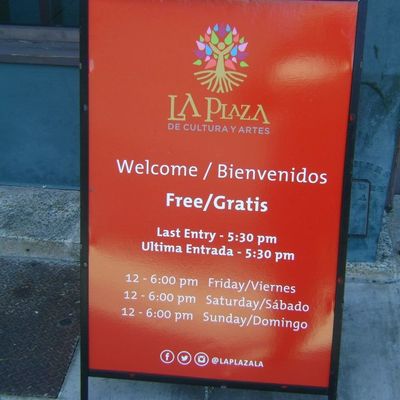 LA PLAZA
DE CULTURA Y ARTES
Welcome / Bienvenidos
Free/Gratis
Last Entry - 5:30 pm
Ultima Entrada - 5:30 pm
12 - 6:00 pm Friday/Viernes
12 - 6:00 pm Saturday/Sábado
12 - 6:00 pm Sunday/Domingo
@LAPLAZALA